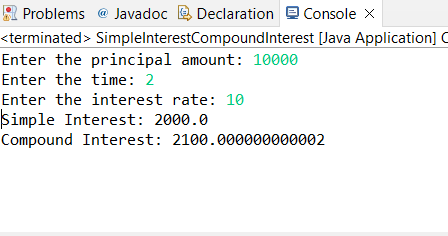 Problems @ Javadoc Declaration Console
<terminated> SimpleInterestCompoundInterest [Java Application] C
Enter the principal amount: 10000
Enter the time: 2
Enter the interest rate: 10
Simple Interest: 2000.0
Compound Interest: 2100.000000000002